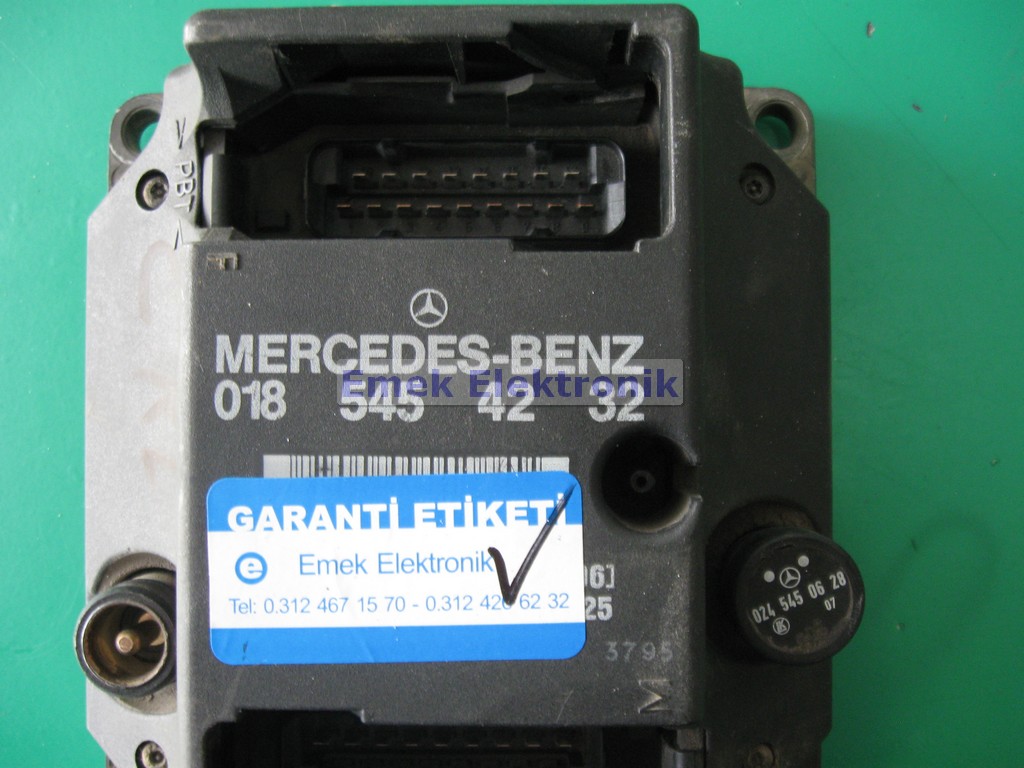 > PBT <
MERCEDES-BENZ
018 545 42 32
Emek Elektronik
GARANTİ ETİKETİ
e Emek Elektronik
Tel: 0.312 467 15 70 - 0.312 426 62 32
06]
25
3795
M
024 545 06 28
07